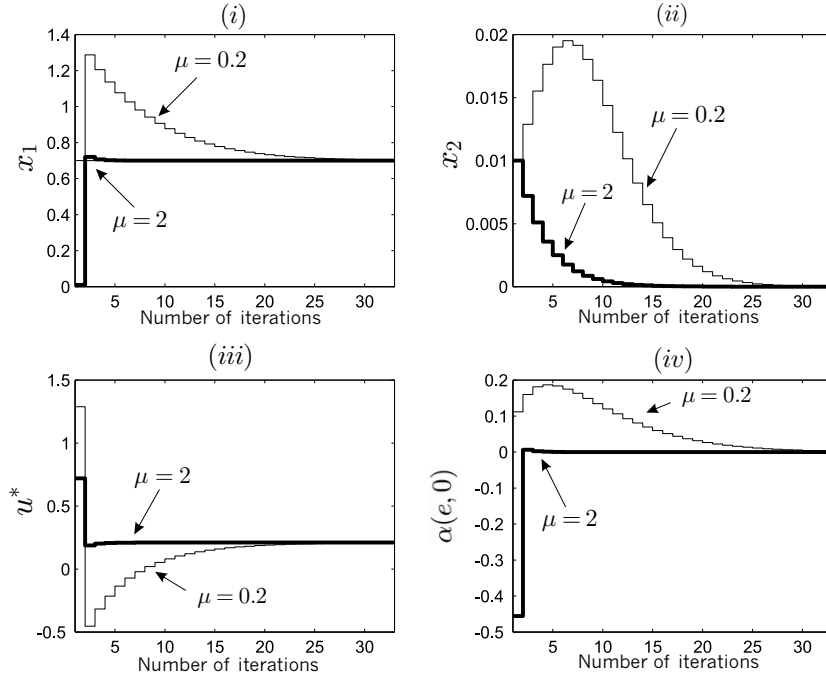 (i)
x₁
1.4
1.2
1
0.8
0.6
0.4
0.2
0
μ = 0.2
μ = 2
5 10 15 20 25 30
Number of iterations
(ii)
x₂
0.02
0.015
0.01
0.005
0
μ = 0.2
μ = 2
5 10 15 20 25 30
Number of iterations
(iii)
u*
1.5
1
0.5
0
-0.5
μ = 2
μ = 0.2
5 10 15 20 25 30
Number of iterations
(iv)
α(e, 0)
0.2
0.1
0
-0.1
-0.2
-0.3
-0.4
-0.5
μ = 0.2
μ = 2
5 10 15 20 25 30
Number of iterations